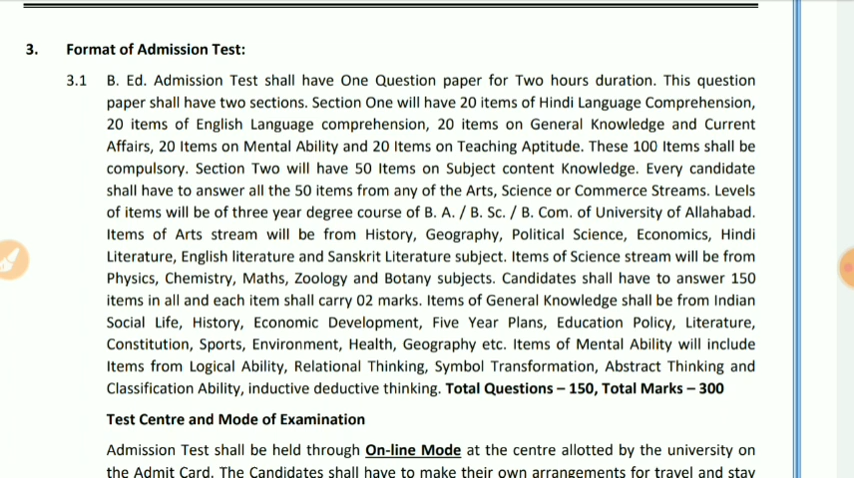 3. Format of Admission Test:
3.1 B. Ed. Admission Test shall have One Question paper for Two hours duration. This question
paper shall have two sections. Section One will have 20 items of Hindi Language Comprehension,
20 items of English Language comprehension, 20 items on General Knowledge and Current
Affairs, 20 Items on Mental Ability and 20 Items on Teaching Aptitude. These 100 Items shall be
compulsory. Section Two will have 50 Items on Subject content Knowledge. Every candidate
shall have to answer all the 50 items from any of the Arts, Science or Commerce Streams. Levels
of items will be of three year degree course of B. A. / B. Sc. / B. Com. of University of Allahabad.
Items of Arts stream will be from History, Geography, Political Science, Economics, Hindi
Literature, English literature and Sanskrit Literature subject. Items of Science stream will be from
Physics, Chemistry, Maths, Zoology and Botany subjects. Candidates shall have to answer 150
items in all and each item shall carry 02 marks. Items of General Knowledge shall be from Indian
Social Life, History, Economic Development, Five Year Plans, Education Policy, Literature,
Constitution, Sports, Environment, Health, Geography etc. Items of Mental Ability will include
Items from Logical Ability, Relational Thinking, Symbol Transformation, Abstract Thinking and
Classification Ability, inductive deductive thinking. Total Questions – 150, Total Marks – 300
Test Centre and Mode of Examination
Admission Test shall be held through On-line Mode at the centre allotted by the university on
the Admit Card. The Candidates shall have to make their own arrangements for travel and stay